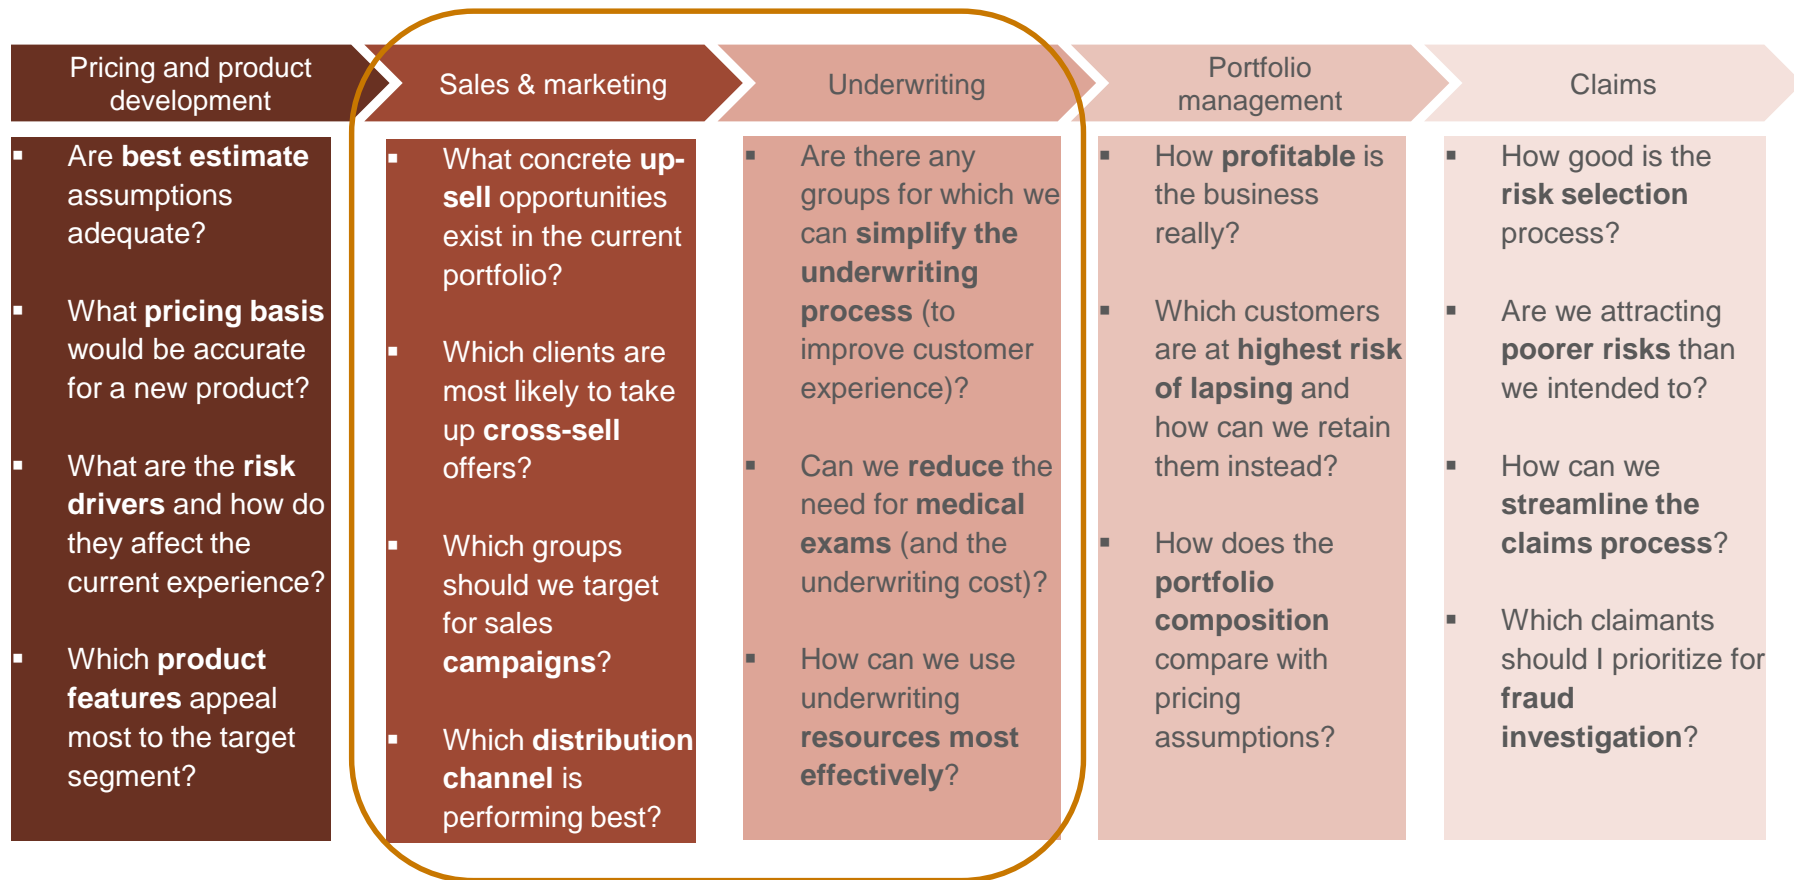 Pricing and product
development
Sales & marketing
Underwriting
Portfolio
management
Claims
▪ Are best estimate
assumptions
adequate?
▪ What pricing basis
would be accurate
for a new product?
▪ What are the risk
drivers and how do
they affect the
current experience?
▪ Which product
features appeal
most to the target
segment?
▪ What concrete up-
sell opportunities
exist in the current
portfolio?
▪ Which clients are
most likely to take
up cross-sell
offers?
▪ Which groups
should we target
for sales
campaigns?
▪ Which distribution
channel is
performing best?
▪ Are there any
groups for which we
can simplify the
underwriting
process (to
improve customer
experience)?
▪ Can we reduce the
need for medical
exams (and the
underwriting cost)?
▪ How can we use
underwriting
resources most
effectively?
▪ How profitable is
the business
really?
▪ Which customers
are at highest risk
of lapsing and
how can we retain
them instead?
▪ How does the
portfolio
composition
compare with
pricing
assumptions?
▪ How good is the
risk selection
process?
▪ Are we attracting
poorer risks than
we intended to?
▪ How can we
streamline the
claims process?
▪ Which claimants
should I prioritize for
fraud
investigation?